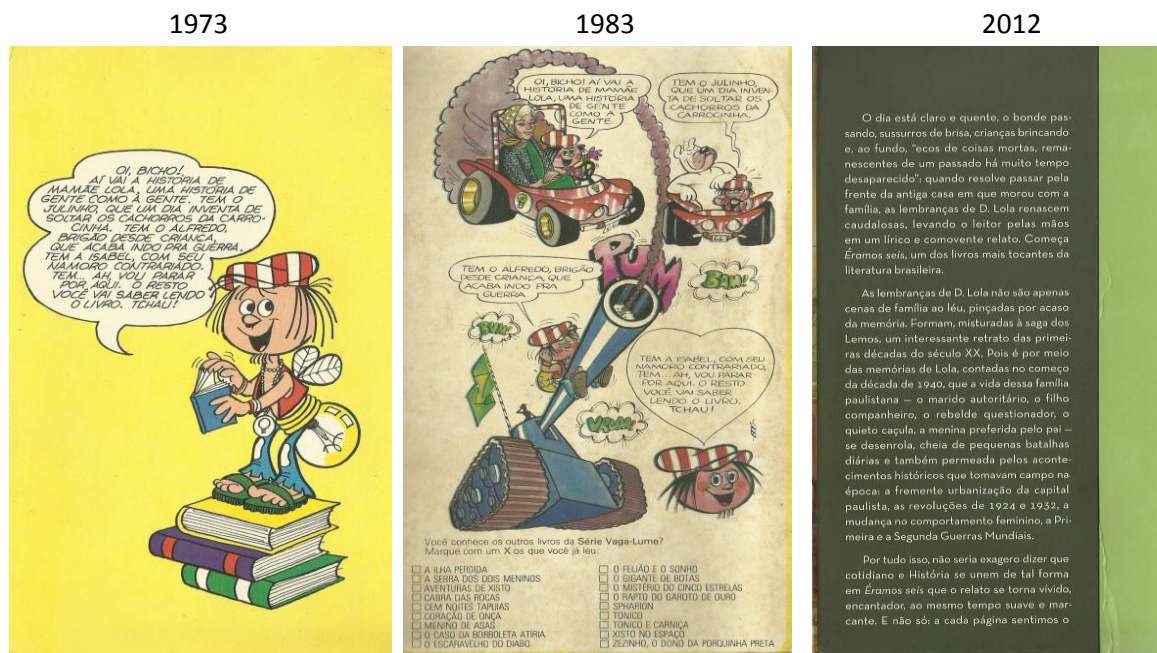 1973
1983
2012
OI, BICHO!
AÍ VAI A HISTÓRIA DE
MAMÃE LOLA, UMA HISTÓRIA DE
GENTE COMO A GENTE. TEM O
JULINHO, QUE UM DIA INVENTA DE
SOLTAR OS CACHORROS DA CARRO-
CINHA. TEM O ALFREDO,
BRIGÃO DESDE CRIANÇA,
QUE ACABA INDO PRA GUERRA.
TEM A ISABEL, COM SEU
NAMORO CONTRARIADO.
TEM... AH, VOU PARAR
POR AQUI. O RESTO
VOCÊ VAI SABER LENDO
O LIVRO. TCHAU!
OI, BICHO! AÍ VAI A
HISTÓRIA DE MAMÃE
LOLA, UMA HISTÓRIA
DE GENTE
COMO A
GENTE.
TEM O JULINHO,
QUE UM DIA INVEN-
TA DE SOLTAR OS
CACHORROS DA
CARROCINHA.
PUM
BAM!
TEM O ALFREDO, BRIGÃO
DESDE CRIANÇA, QUE
ACABA INDO PRA
GUERRA.
BUM!
TEM A ISABEL, COM SEU
NAMORO CONTRARIADO,
TEM... AH, VOU PARAR
POR AQUI. O RESTO
VOCÊ VAI SABER
LENDO O LIVRO.
TCHAU!
Você conhece os outros livros da Série Vaga-Lume?
Marque com um X os que você já leu:
A ILHA PERDIDA
A SERRA DOS DOIS MENINOS
AVENTURAS DE XISTO
CABRA DAS ROCAS
CEM NOITES TAPUIAS
CORAÇÃO DE ONÇA
MENINO DE ASAS
O CASO DA BORBOLETA ATÍRIA
O ESCARAVELHO DO DIABO
O FEIJÃO E O SONHO
O GIGANTE DE BOTAS
O MISTÉRIO DO CINCO ESTRELAS
O RAPTO DO GAROTO DE OURO
SPHARION
TONICO
TONICO E CARNIÇA
XISTO NO ESPAÇO
ZEZINHO, O DONO DA PORQUINHA PRETA
O dia está claro e quente, o bonde pas-
sando, sussurros de brisa, crianças brincando
e, ao fundo, "ecos de coisas mortas, rema-
nescentes de um passado há muito tempo
desaparecido": quando resolve passar pela
frente da antiga casa em que morou com a
família, as lembranças de D. Lola renascem
caudalosas, levando o leitor pelas mãos
em um lírico e comovente relato. Começa
Éramos seis, um dos livros mais tocantes da
literatura brasileira.
As lembranças de D. Lola não são apenas
cenas de família ao léu, pinçadas por acaso
da memória. Formam, misturadas à saga dos
Lemos, um interessante retrato das primei-
ras décadas do século XX. Pois é por meio
das memórias de Lola, contadas no começo
da década de 1940, que a vida dessa família
paulistana – o marido autoritário, o filho
companheiro, o rebelde questionador, o
quieto caçula, a menina preferida pelo pai –
se desenrola, cheia de pequenas batalhas
diárias e também permeada pelos aconte-
cimentos históricos que tomavam campo na
época: a fremente urbanização da capital
paulista, as revoluções de 1924 e 1932, a
mudança no comportamento feminino, a Pri-
meira e a Segunda Guerras Mundiais.
Por tudo isso, não seria exagero dizer que
cotidiano e História se unem de tal forma
em Éramos seis que o relato se torna vívido,
encantador, ao mesmo tempo suave e mar-
cante. E não só: a cada página sentimos o